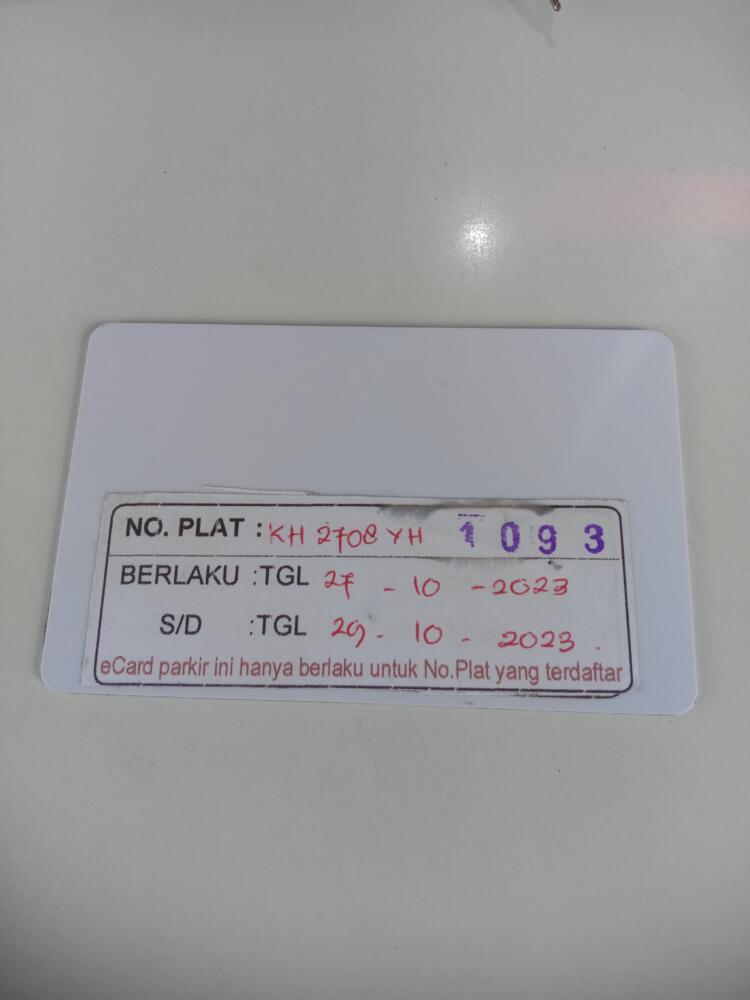 NO. PLAT : KH 2708 YH 1093
BERLAKU :TGL 27 - 10 - 2023
S/D :TGL 29 - 10 - 2023.
eCard parkir ini hanya berlaku untuk No.Plat yang terdaftar